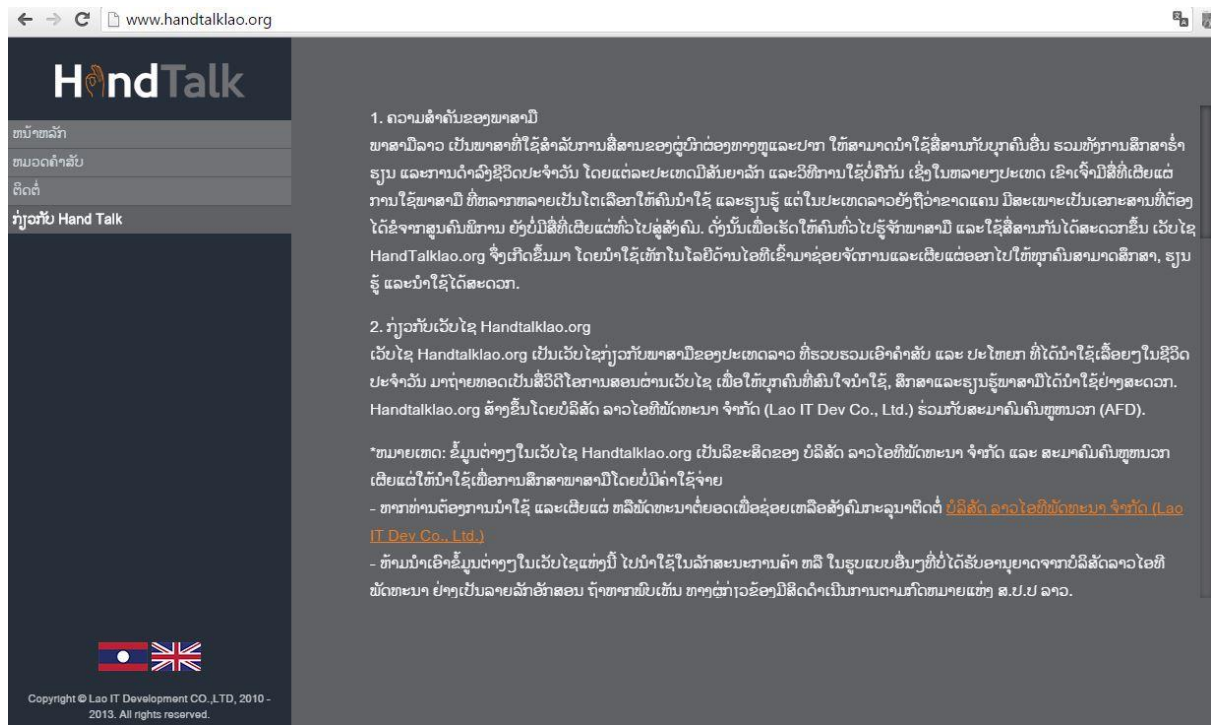 www.handtalklao.org
HandTalk
ຫນ້າຫລັກ
ຫມວດຄຳສັບ
ຕິດຕໍ່
ກ່ຽວກັບ Hand Talk
1. ຄວາມສຳຄັນຂອງພາສາມື
ພາສາມືລາວ ເປັນພາສາທີ່ໃຊ້ສຳລັບການສື່ສານຂອງຜູ່ບົກຜ່ອງທາງຫູແລະປາກ ໃຫ້ສາມາດນຳໃຊ້ສື່ສານກັບບຸກຄົນອື່ນ ຮວມທັງການສຶກສາຮ່ຳ
ຮຽນ ແລະການດຳລົງຊີວິດປະຈຳວັນ ໂດຍແຕ່ລະປະເທດມີສັນຍາລັກ ແລະວິທີການໃຊ້ບໍ່ຄືກັນ ເຊິ່ງໃນຫລາຍໆປະເທດ ເຂົາເຈົ້າມີສື່ທີ່ເຜີຍແຜ່
ການໃຊ້ພາສາມື ທີ່ຫລາກຫລາຍເປັນໂຕເລືອກໃຫ້ຄົນນຳໃຊ້ ແລະຮຽນຮູ້ ແຕ່ໃນປະເທດລາວຍັງຖືວ່າຂາດແຄນ ມີສະເພາະເປັນເອກະສານທີ່ຕ້ອງ
ໄດ້ຂໍຈາກສູນຄົນພິການ ຍັງບໍ່ມີສື່ທີ່ເຜີຍແຜ່ທົ່ວໄປສູ່ສັງຄົມ. ດັ່ງນັ້ນເພື່ອເຮັດໃຫ້ຄົນທົ່ວໄປຮູ້ຈັກພາສາມື ແລະໃຊ້ສື່ສານກັນໄດ້ສະດວກຂຶ້ນ ເວັບໄຊ
HandTalklao.org ຈຶ່ງເກີດຂຶ້ນມາ ໂດຍນຳໃຊ້ເທັກໂນໂລຍີດ້ານໄອທີເຂົ້າມາຊ່ອຍຈັດການແລະເຜີຍແຜ່ອອກໄປໃຫ້ທຸກຄົນສາມາດສຶກສາ, ຮຽນ
ຮູ້ ແລະນຳໃຊ້ໄດ້ສະດວກ.
2. ກ່ຽວກັບເວັບໄຊ Handtalklao.org
ເວັບໄຊ Handtalklao.org ເປັນເວັບໄຊກ່ຽວກັບພາສາມືຂອງປະເທດລາວ ທີ່ຮວບຮວມເອົາຄຳສັບ ແລະ ປະໂຫຍກ ທີ່ໄດ້ນຳໃຊ້ເລື້ອຍໆໃນຊີວິດ
ປະຈຳວັນ ມາຖ່າຍທອດເປັນສື່ວິດີໂອການສອນຜ່ານເວັບໄຊ ເພື່ອໃຫ້ບຸກຄົນທີ່ສົນໃຈນຳໃຊ້, ສຶກສາແລະຮຽນຮູ້ພາສາມືໄດ້ນຳໃຊ້ຢ່າງສະດວກ.
Handtalklao.org ສ້າງຂຶ້ນໂດຍບໍລິສັດ ລາວໄອທີພັດທະນາ ຈຳກັດ (Lao IT Dev Co., Ltd.) ຮ່ວມກັບສະມາຄົມຄົນຫູຫນວກ (AFD).
*ຫມາຍເຫດ: ຂໍ້ມູນຕ່າງໆໃນເວັບໄຊ Handtalklao.org ເປັນລິຂະສິດຂອງ ບໍລິສັດ ລາວໄອທີພັດທະນາ ຈຳກັດ ແລະ ສະມາຄົມຄົນຫູຫນວກ
ເຜີຍແຜ່ໃຫ້ນຳໃຊ້ເພື່ອການສຶກສາພາສາມືໂດຍບໍ່ມີຄ່າໃຊ້ຈ່າຍ
- ຫາກທ່ານຕ້ອງການນຳໃຊ້ ແລະເຜີຍແຜ່ ຫລືພັດທະນາຕໍ່ຍອດເພື່ອຊ່ອຍເຫລືອສັງຄົມກະລຸນາຕິດຕໍ່ ບໍລິສັດ ລາວໄອທີພັດທະນາ ຈຳກັດ (Lao
IT Dev Co., Ltd.)
- ຫ້າມນຳເອົາຂໍ້ມູນຕ່າງໆໃນເວັບໄຊແຫ່ງນີ້ ໄປນຳໃຊ້ໃນລັກສະນະການຄ້າ ຫລື ໃນຮູບແບບອື່ນໆທີ່ບໍ່ໄດ້ຮັບອານຸຍາດຈາກບໍລິສັດລາວໄອທີ
ພັດທະນາ ຢ່າງເປັນລາຍລັກອັກສອນ ຖ້າຫາກພົບເຫັນ ທາງຜູ່ກ່ຽວຂ້ອງມີສິດດຳເນີນການຕາມກົດຫມາຍແຫ່ງ ສ.ປ.ປ ລາວ.
Copyright © Lao IT Development CO.,LTD, 2010 -
2013. All rights reserved.